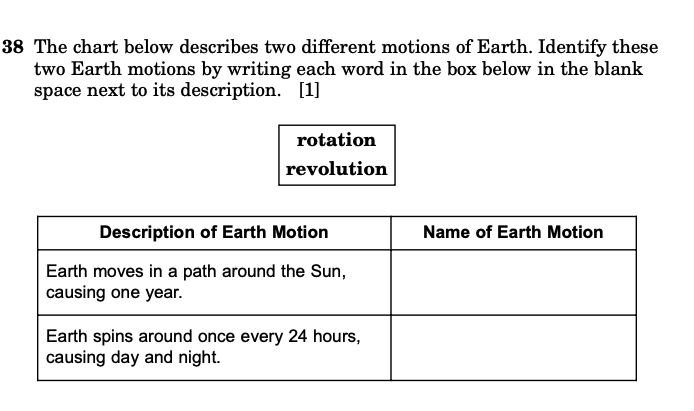 38 The chart below describes two different motions of Earth. Identify these
two Earth motions by writing each word in the box below in the blank
space next to its description. [1]
rotation
revolution
Description of Earth Motion Name of Earth Motion
Earth moves in a path around the Sun,
causing one year.
Earth spins around once every 24 hours,
causing day and night.